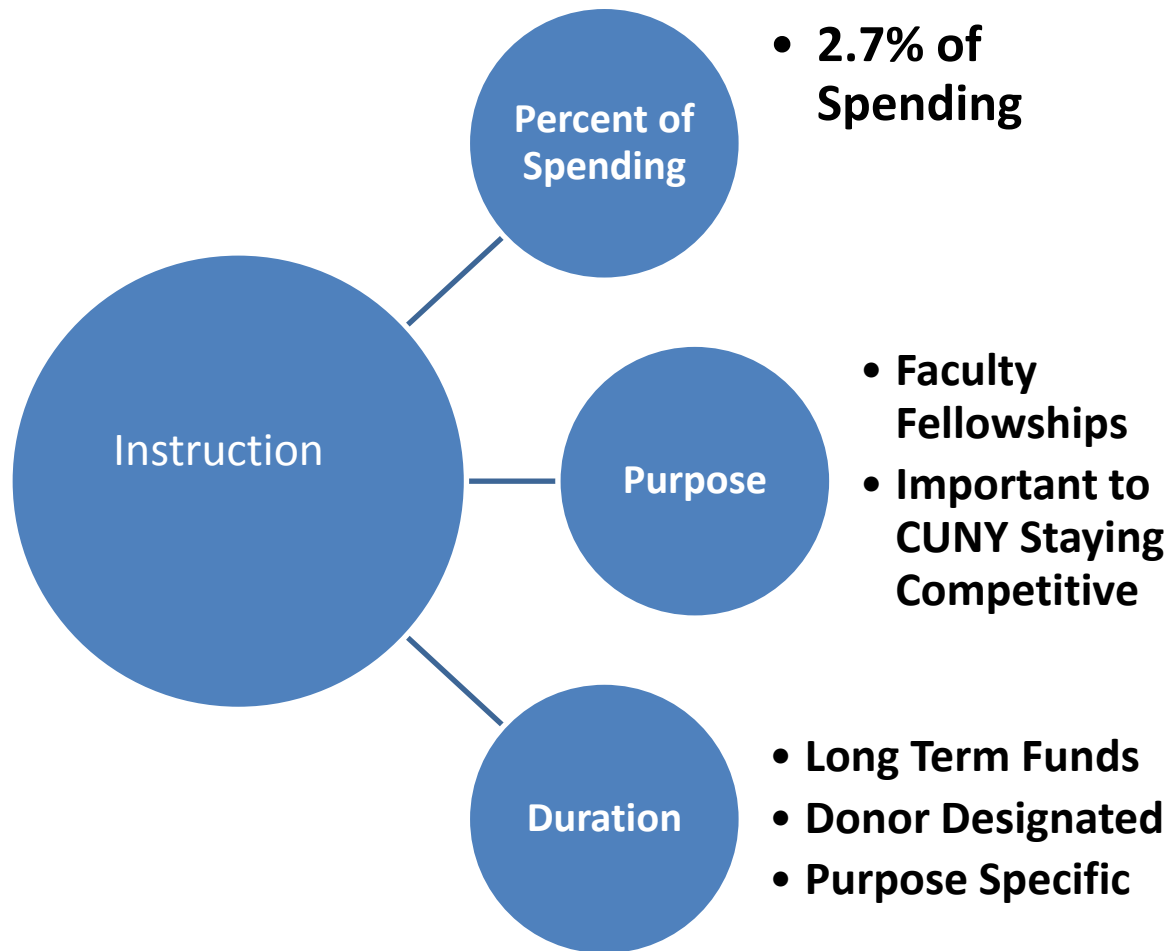 Instruction
Percent of
Spending
• 2.7% of
Spending
Purpose
• Faculty
Fellowships
• Important to
CUNY Staying
Competitive
Duration
• Long Term Funds
• Donor Designated
• Purpose Specific